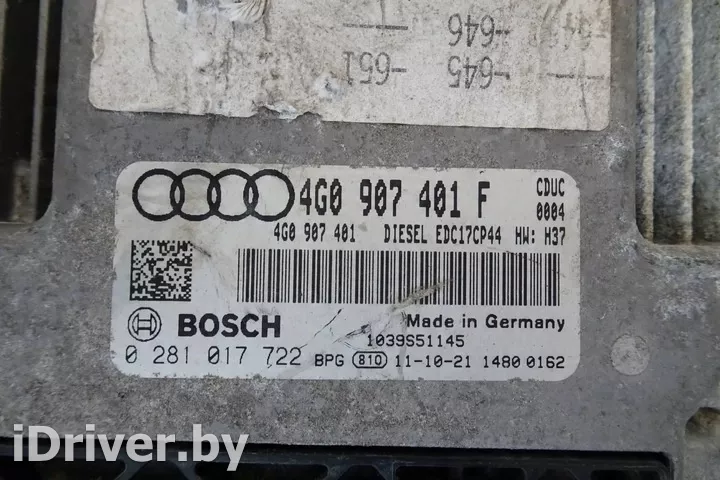 -646
-645 -651
4G0 907 401 F CDUC
0004
4G0 907 401 DIESEL EDC17CP44 HW: H37
BOSCH Made in Germany
1039S51145
0 281 017 722 BPG 810 11-10-21 1480 0162
iDriver.by